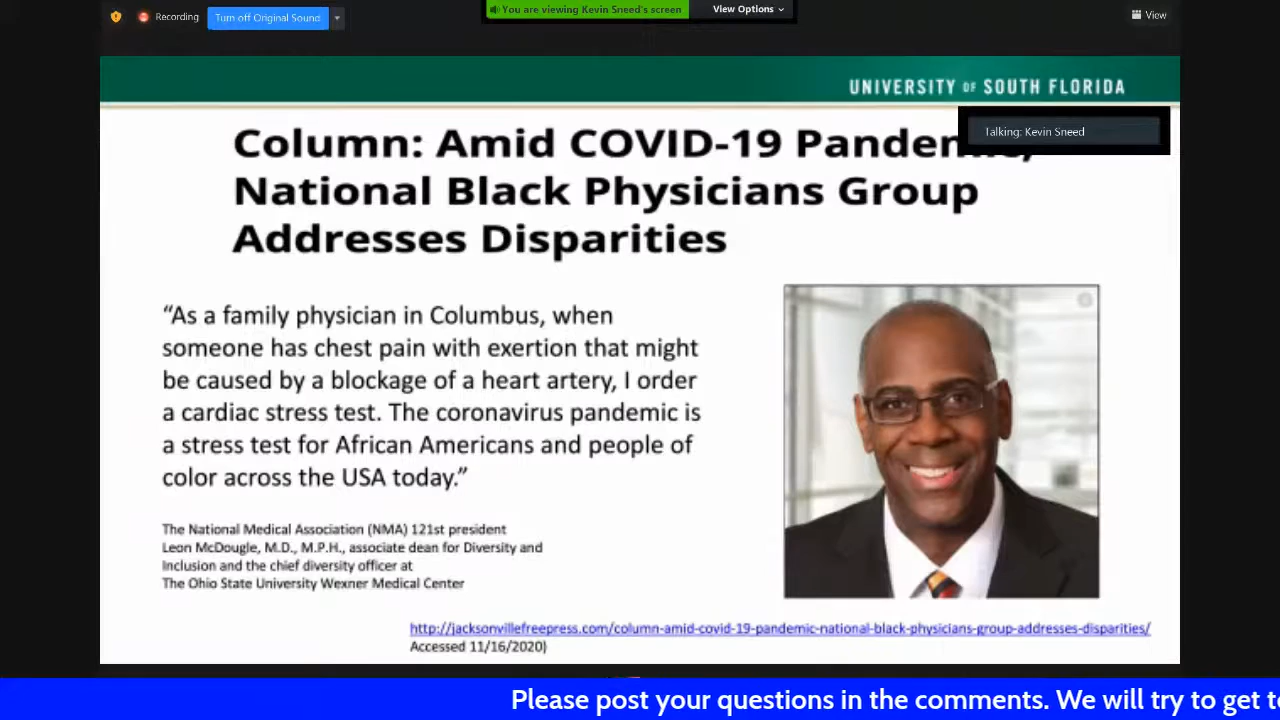 Recording
Turn off Original Sound
You are viewing Kevin Sneed's screen
View Options
View
UNIVERSITY OF SOUTH FLORIDA
Talking: Kevin Sneed
Column: Amid COVID-19
National Black Physicians Group
Addresses Disparities
“As a family physician in Columbus, when
someone has chest pain with exertion that might
be caused by a blockage of a heart artery, I order
a cardiac stress test. The coronavirus pandemic is
a stress test for African Americans and people of
color across the USA today.”
The National Medical Association (NMA) 121st president
Leon McDougle, M.D., M.P.H., associate dean for Diversity and
Inclusion and the chief diversity officer at
The Ohio State University Wexner Medical Center
http://jacksonvillefreepress.com/column-amid-covid-19-pandemic-national-black-physicians-group-addresses-disparities/
Accessed 11/16/2020)
Please post your questions in the comments. We will try to get